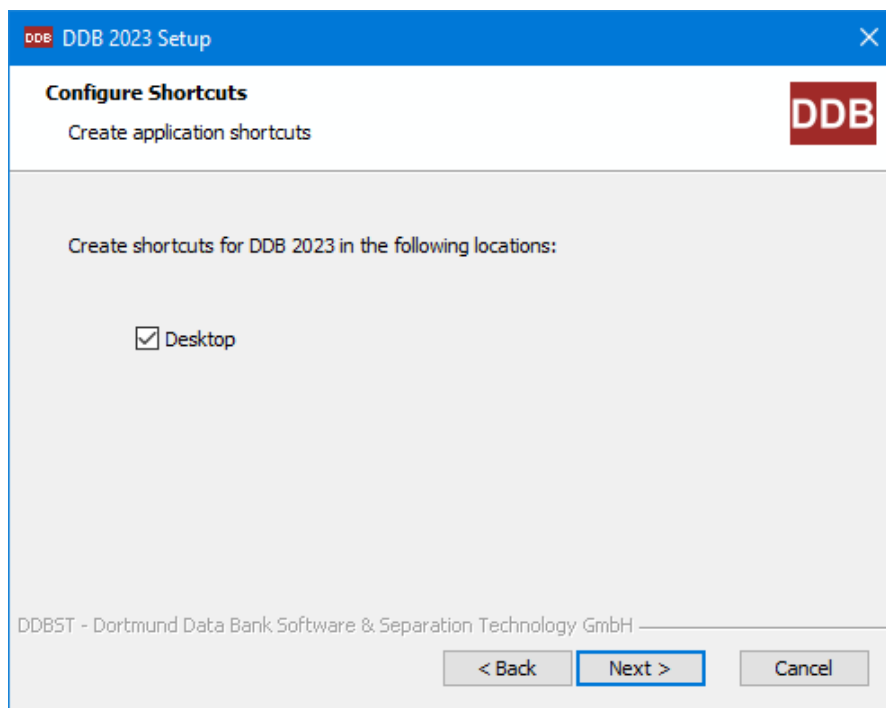 DDB DDB 2023 Setup
Configure Shortcuts
Create application shortcuts
DDB
Create shortcuts for DDB 2023 in the following locations:
Desktop
DDBST - Dortmund Data Bank Software & Separation Technology GmbH
< Back Next > Cancel